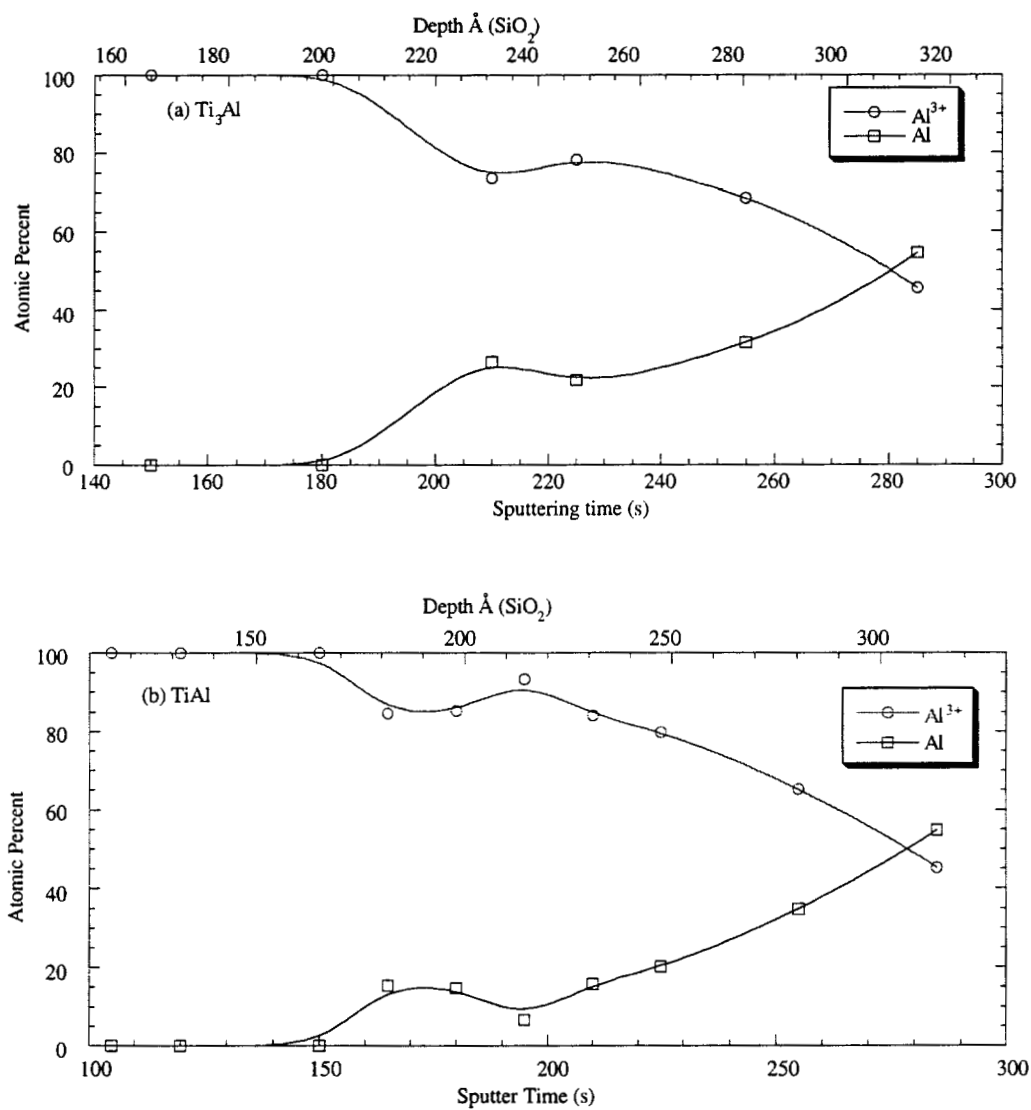 Depth Å (SiO₂)
160 180 200 220 240 260 280 300 320
100
80
60
40
20
0
Atomic Percent
(a) Ti₃Al
Al³⁺
Al
140 160 180 200 220 240 260 280 300
Sputtering time (s)
Depth Å (SiO₂)
150 200 250 300
100
80
60
40
20
0
Atomic Percent
(b) TiAl
Al³⁺
Al
100 150 200 250 300
Sputter Time (s)